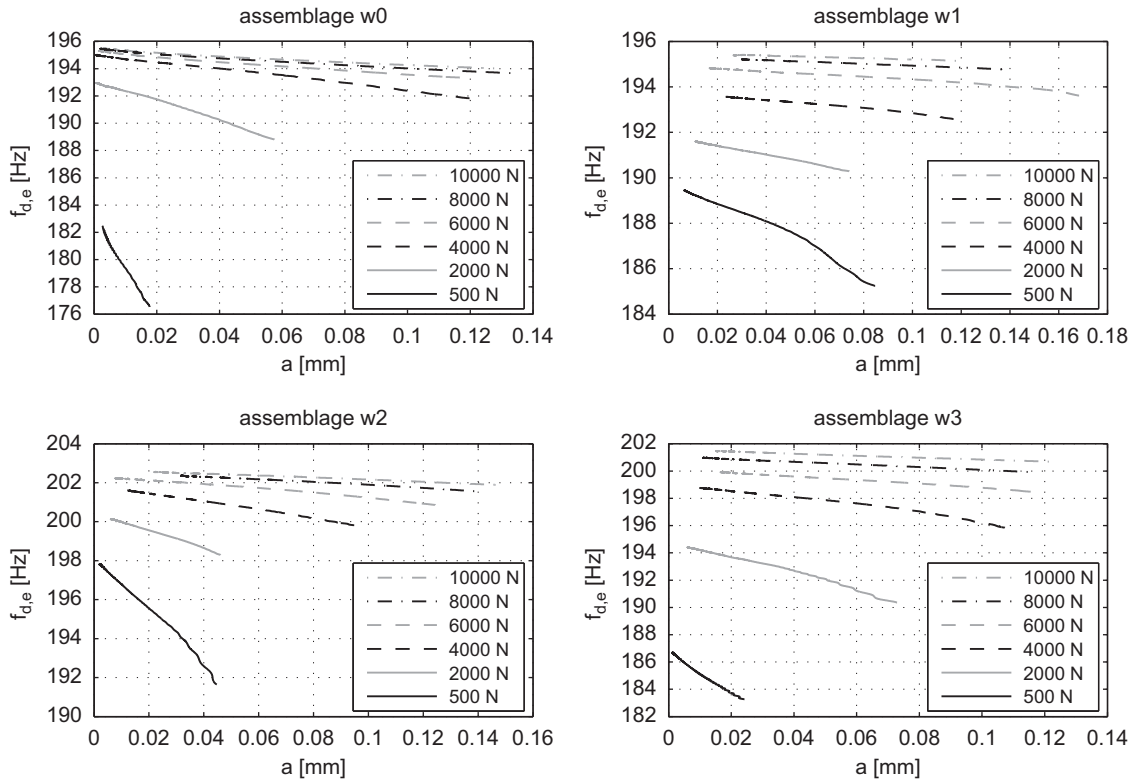 assemblage w0
196
194
192
190
188
186
184
182
180
178
176
f_{d,e} [Hz]
10000 N
8000 N
6000 N
4000 N
2000 N
500 N
0 0.02 0.04 0.06 0.08 0.1 0.12 0.14
a [mm]
assemblage w1
196
194
192
190
188
186
184
f_{d,e} [Hz]
10000 N
8000 N
6000 N
4000 N
2000 N
500 N
0 0.02 0.04 0.06 0.08 0.1 0.12 0.14 0.16 0.18
a [mm]
assemblage w2
204
202
200
198
196
194
192
190
f_{d,e} [Hz]
10000 N
8000 N
6000 N
4000 N
2000 N
500 N
0 0.02 0.04 0.06 0.08 0.1 0.12 0.14 0.16
a [mm]
assemblage w3
202
200
198
196
194
192
190
188
186
184
182
f_{d,e} [Hz]
10000 N
8000 N
6000 N
4000 N
2000 N
500 N
0 0.02 0.04 0.06 0.08 0.1 0.12 0.14
a [mm]